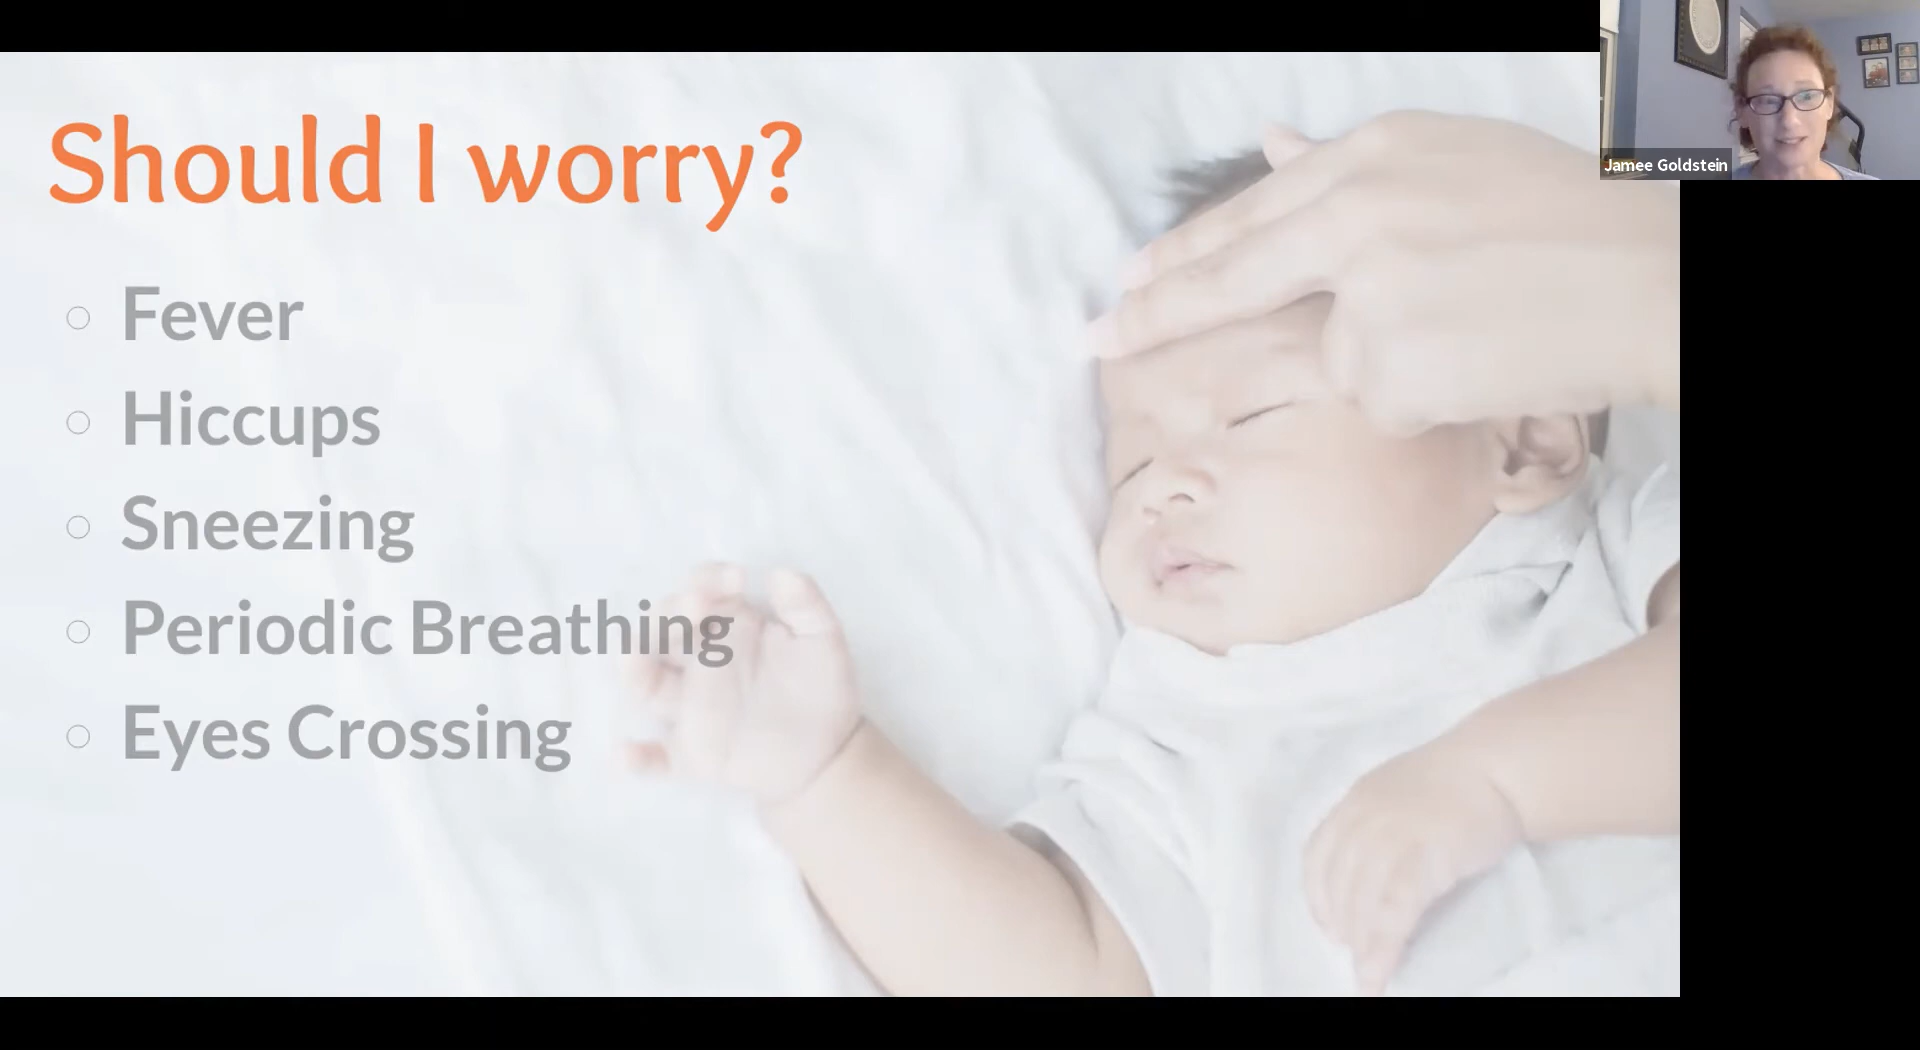 Should I worry?
Fever
Hiccups
Sneezing
Periodic Breathing
Eyes Crossing
Jamee Goldstein